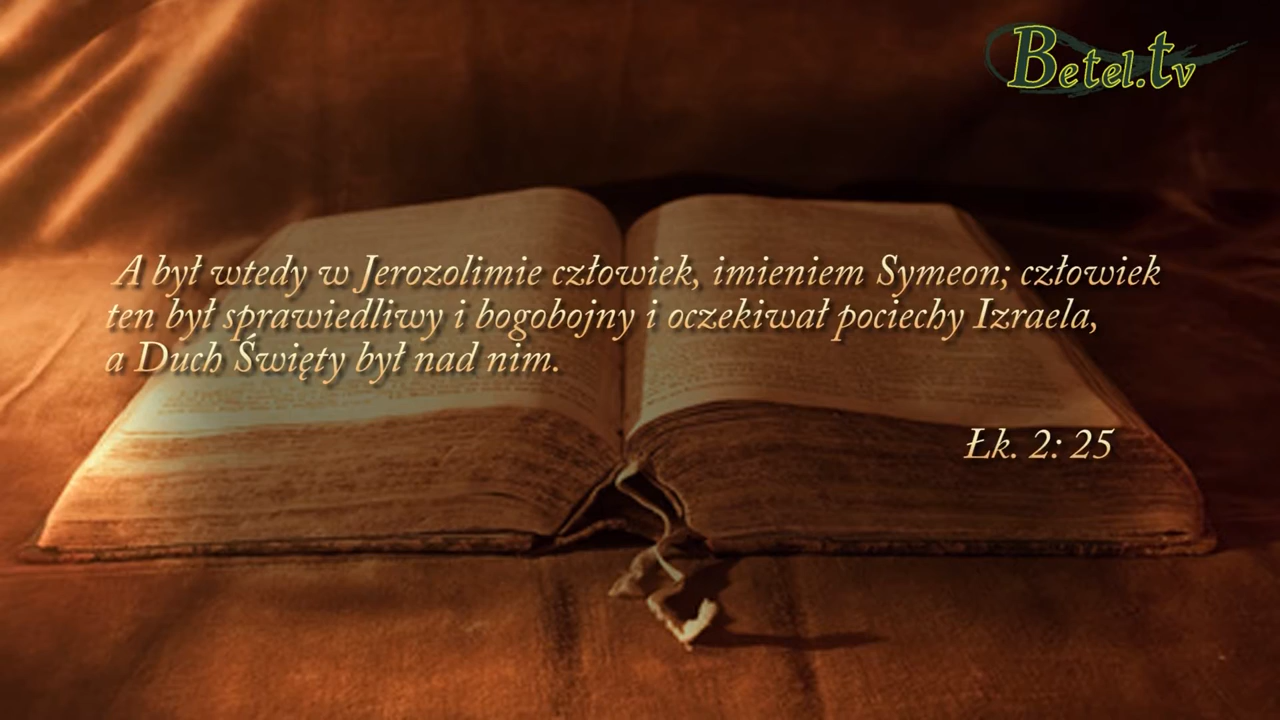 Betel.tv
A był wtedy w Jerozolimie człowiek, imieniem Symeon; człowiek
ten był sprawiedliwy i bogobojny i oczekiwał pociechy Izraela,
a Duch Święty był nad nim.
Łk. 2: 25